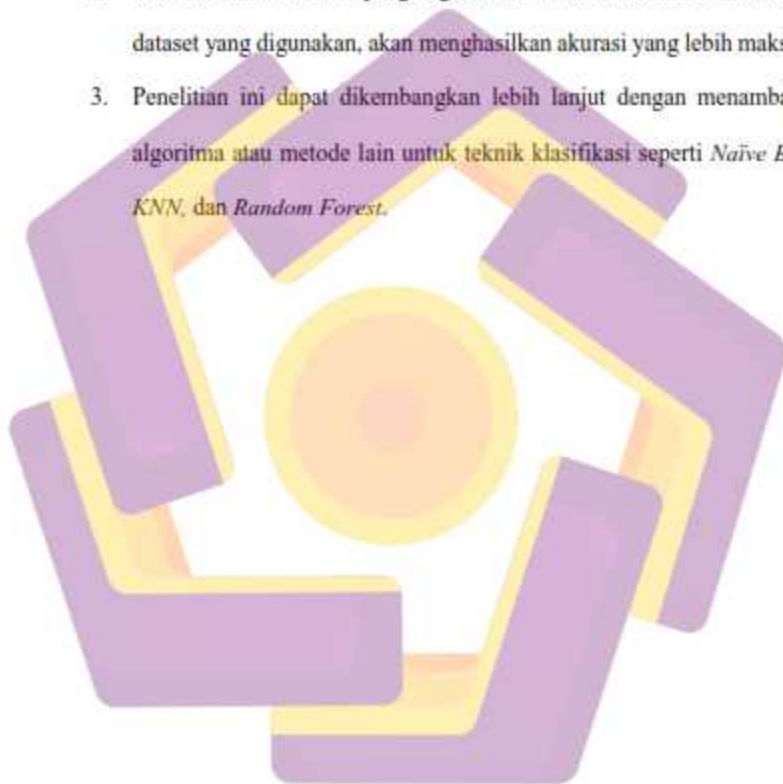 dataset yang digunakan, akan menghasilkan akurasi yang lebih maks
3. Penelitian ini dapat dikembangkan lebih lanjut dengan menamba
algoritma atau metode lain untuk teknik klasifikasi seperti Naïve B
KNN, dan Random Forest.